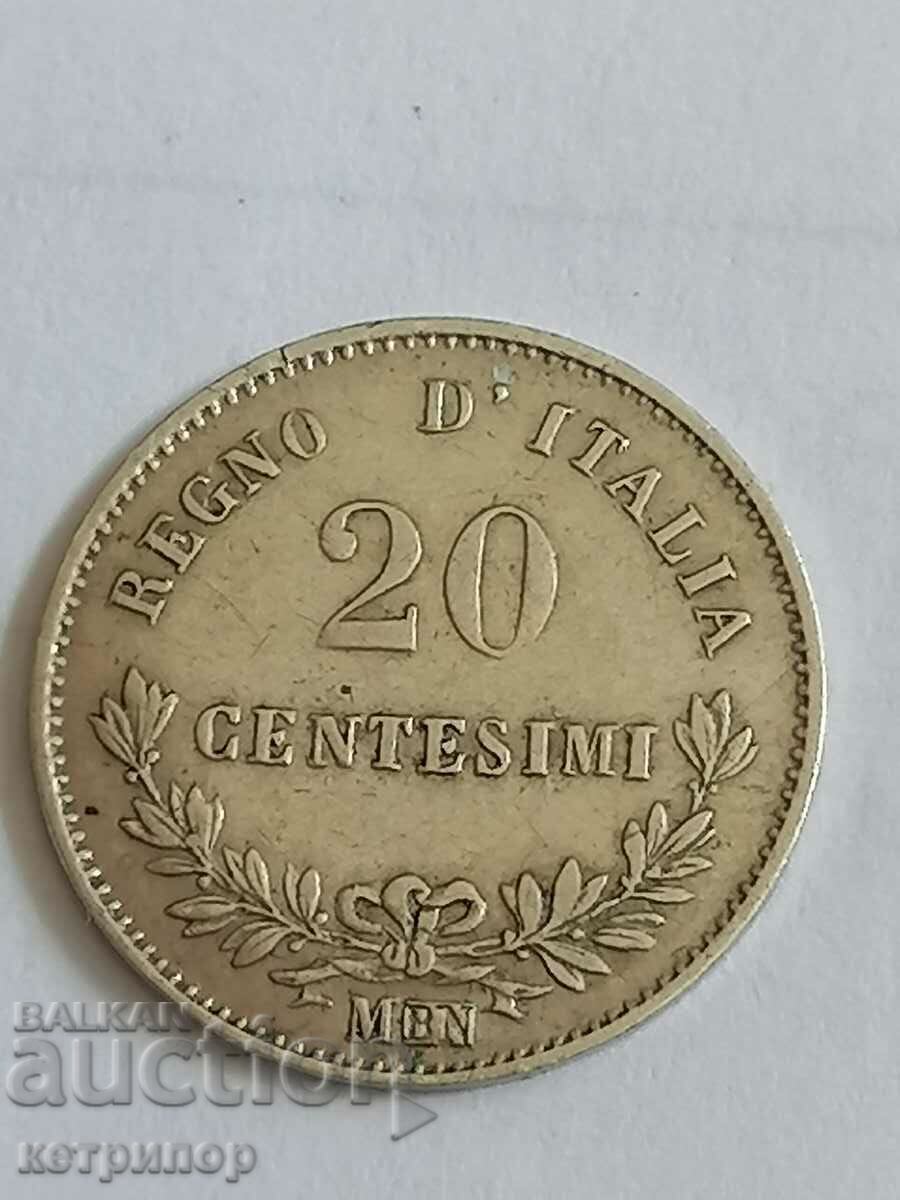 REGNO D'ITALIA
20
CENTESIMI
MBN
BALKAN
auction
кетрипор